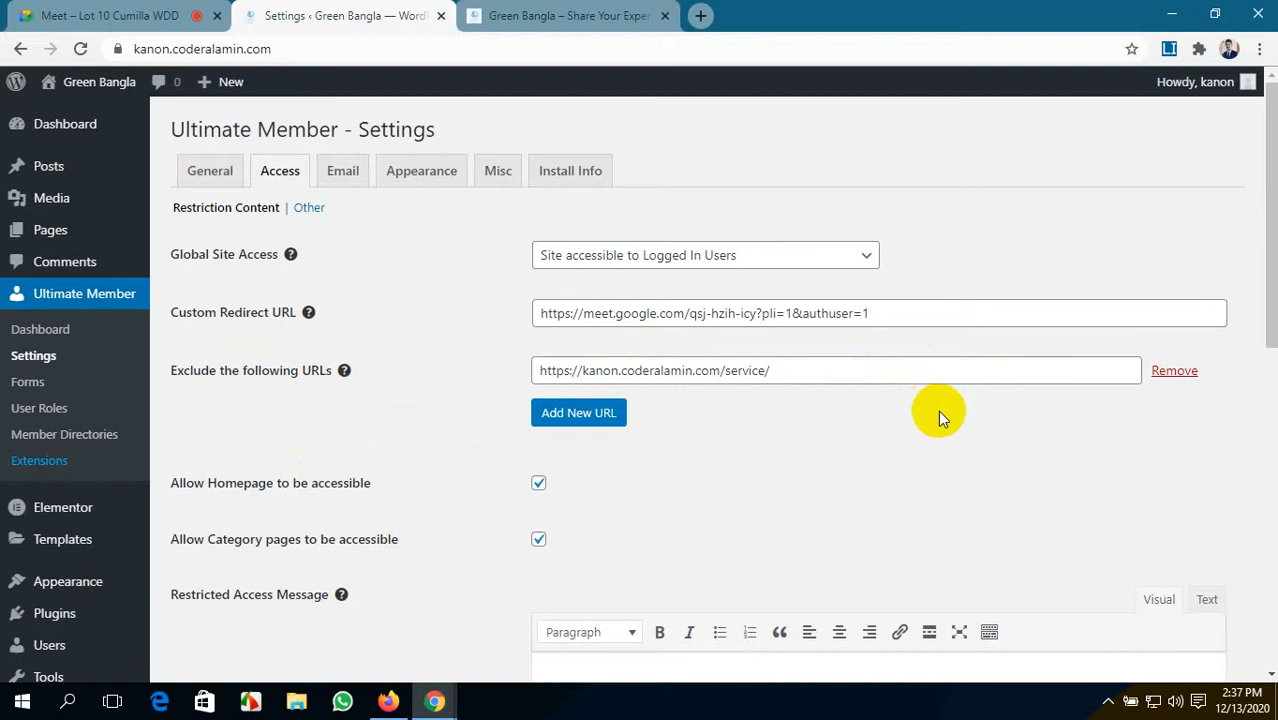 Meet – Lot 10 Cumilla WDD
Settings ‹ Green Bangla — Word
Green Bangla – Share Your Exper
kanon.coderalamin.com
Green Bangla 0 New
Howdy, kanon
Dashboard
Posts
Media
Pages
Comments
Ultimate Member
Dashboard
Settings
Forms
User Roles
Member Directories
Extensions
Elementor
Templates
Appearance
Plugins
Users
Tools
Ultimate Member - Settings
General Access Email Appearance Misc Install Info
Restriction Content | Other
Global Site Access Site accessible to Logged In Users
Custom Redirect URL https://meet.google.com/qsj-hzih-icy?pli=1&authuser=1
Exclude the following URLs https://kanon.coderalamin.com/service/ Remove
Add New URL
Allow Homepage to be accessible
Allow Category pages to be accessible
Restricted Access Message
Visual Text
Paragraph B I
2:37 PM
12/13/2020